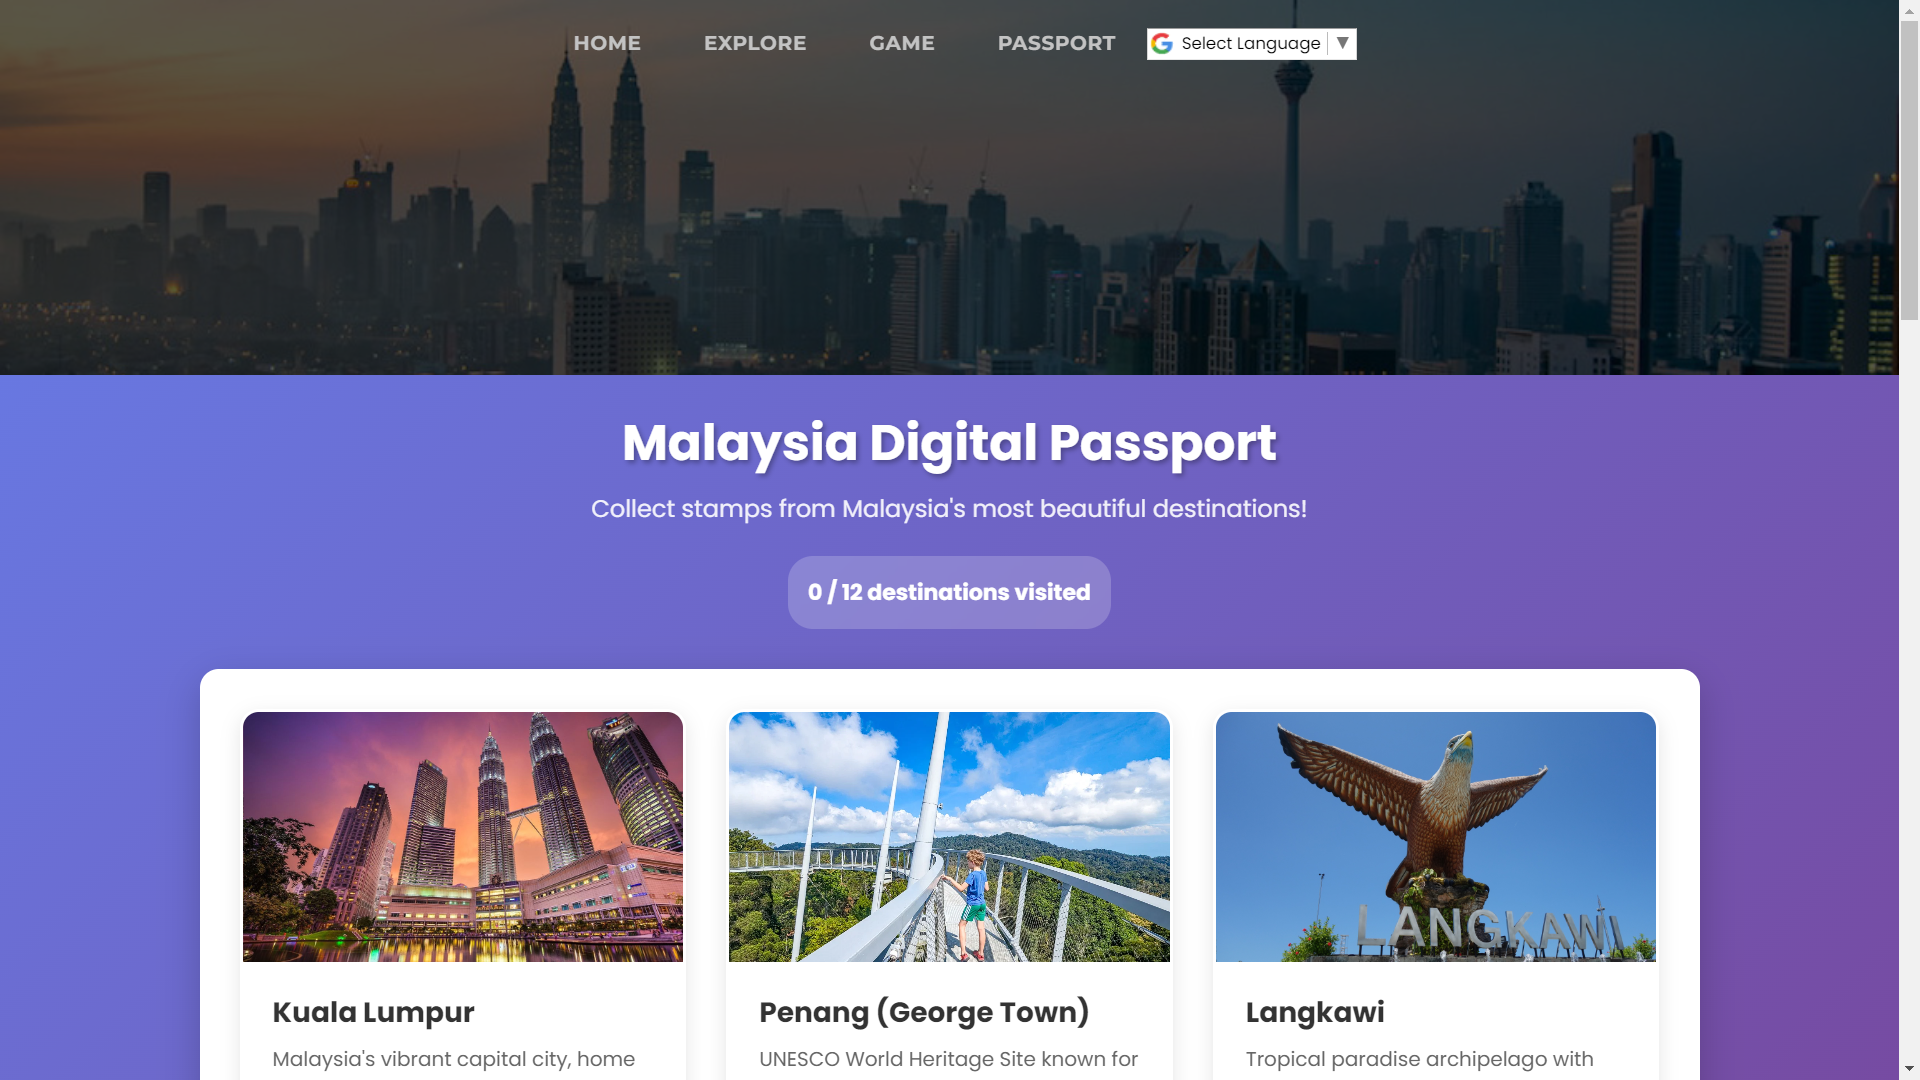 HOME EXPLORE GAME PASSPORT Select Language ▼
Malaysia Digital Passport
Collect stamps from Malaysia's most beautiful destinations!
0 / 12 destinations visited
LANGKAWI
Kuala Lumpur
Malaysia's vibrant capital city, home
Penang (George Town)
UNESCO World Heritage Site known for
Langkawi
Tropical paradise archipelago with